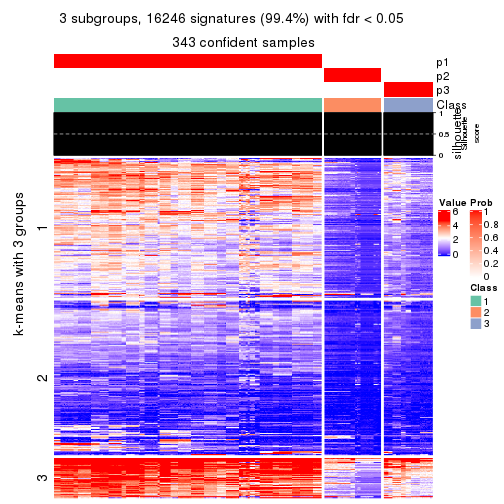 3 subgroups, 16246 signatures (99.4%) with fdr < 0.05
343 confident samples
p1
p2
p3
Class
1
0.5
0
silhouette
Silhouette
score
k-means with 3 groups
1
2
3
Value
6
4
2
0
Prob
1
0.8
0.6
0.4
0.2
0
Class
1
2
3